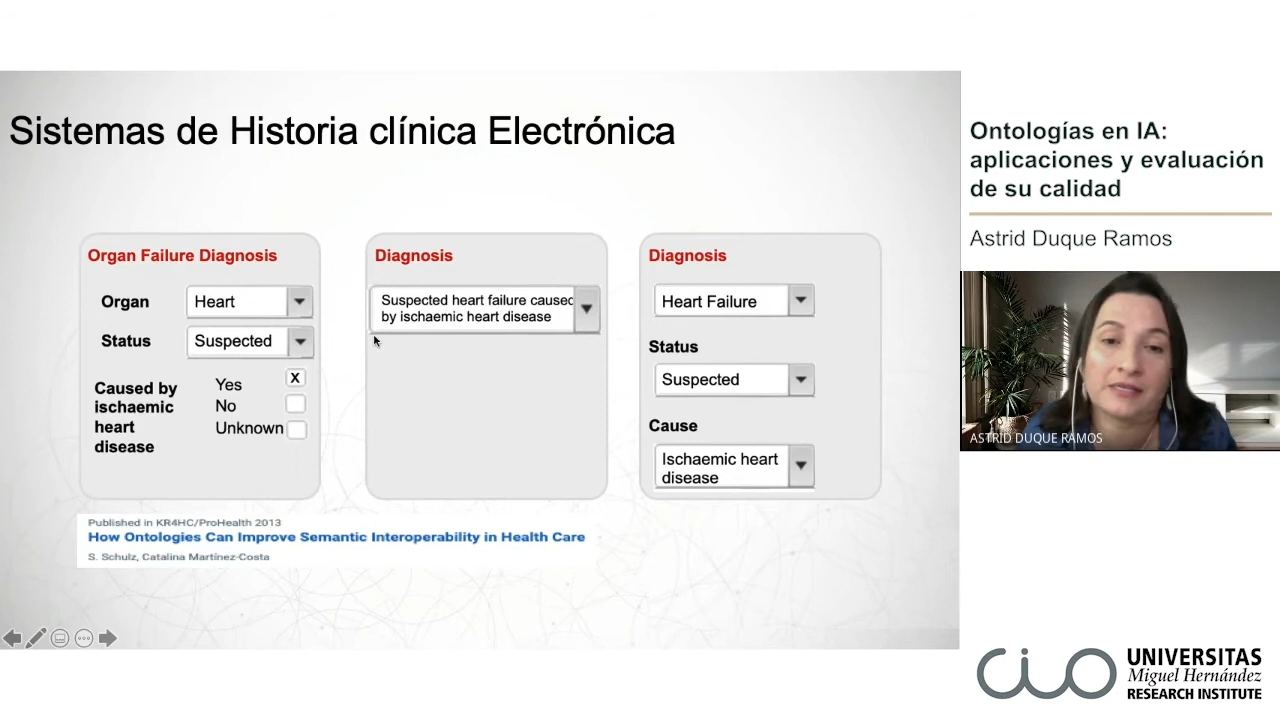 Sistemas de Historia clínica Electrónica
Organ Failure Diagnosis
Organ
Heart
Status
Suspected
Caused by
ischaemic
heart
disease
Yes
X
No
Unknown
Diagnosis
Suspected heart failure caused
by ischaemic heart disease
Diagnosis
Heart Failure
Status
Suspected
Cause
Ischaemic heart
disease
Published in KR4HC/ProHealth 2013
How Ontologies Can Improve Semantic Interoperability in Health Care
S. Schulz, Catalina Martínez-Costa
Ontologías en IA:
aplicaciones y evaluación
de su calidad
Astrid Duque Ramos
ASTRID DUQUE RAMOS
cio
UNIVERSITAS
Miguel Hernández
RESEARCH INSTITUTE